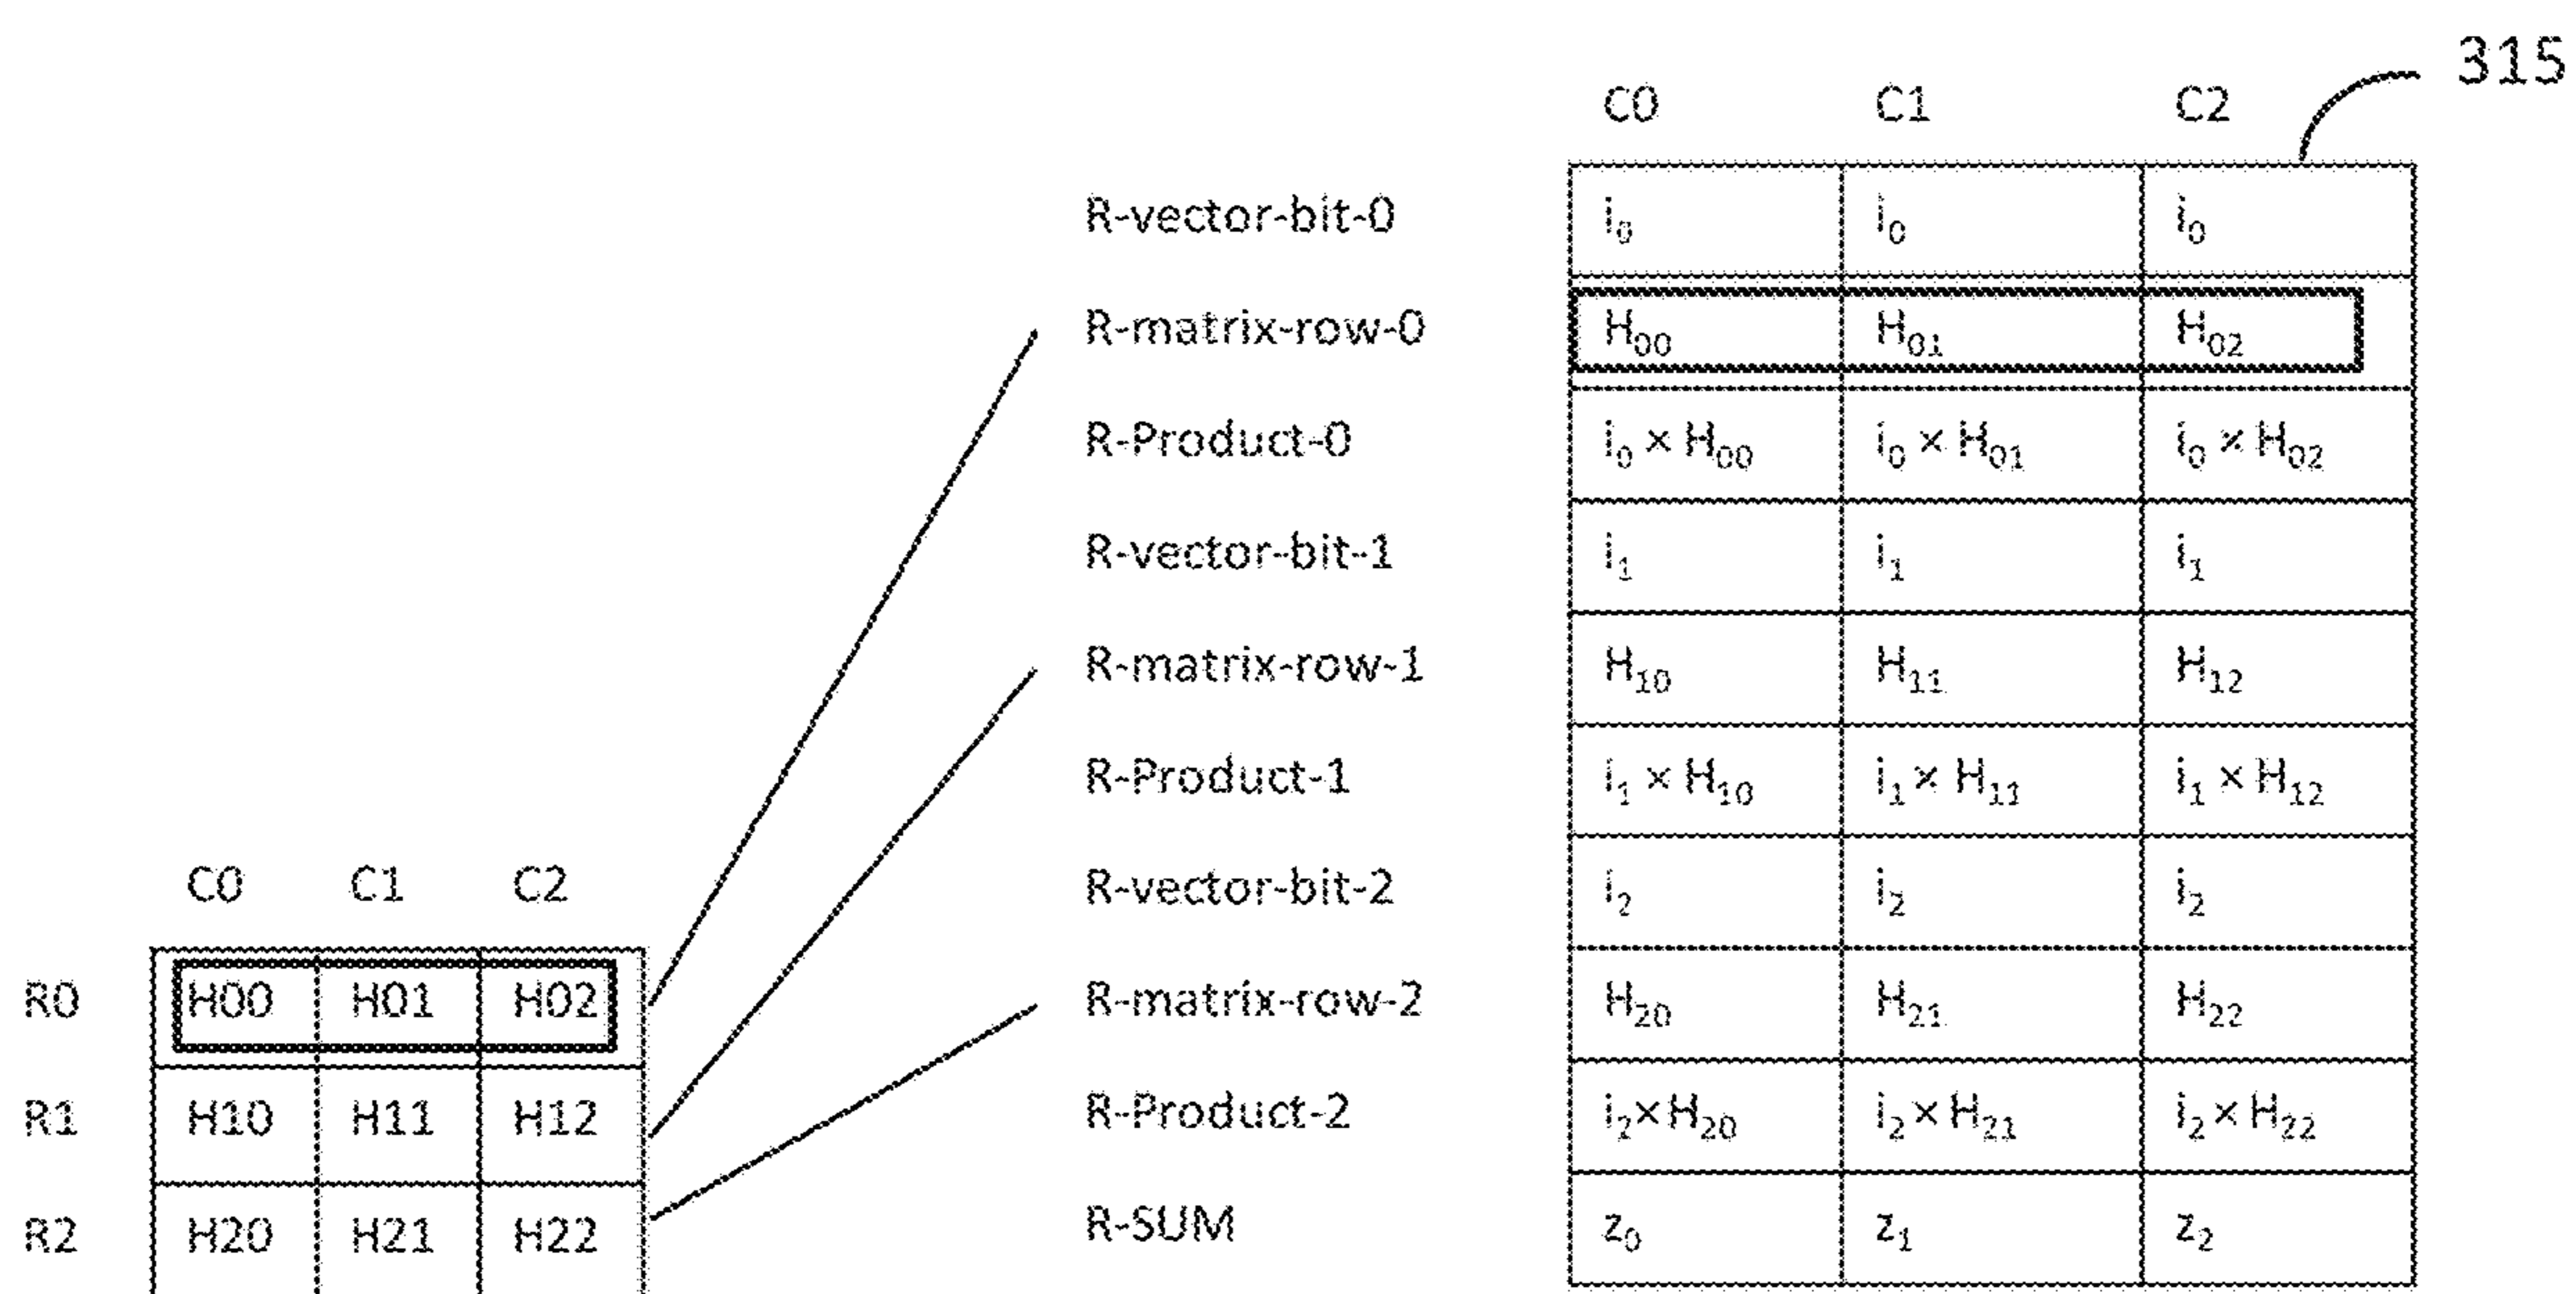 315
C0 C1 C2
R-vector-bit-0 i₀ i₀ i₀
R-matrix-row-0 H₀₀ H₀₁ H₀₂
R-Product-0 i₀ × H₀₀ i₀ × H₀₁ i₀ × H₀₂
R-vector-bit-1 i₁ i₁ i₁
R-matrix-row-1 H₁₀ H₁₁ H₁₂
R-Product-1 i₁ × H₁₀ i₁ × H₁₁ i₁ × H₁₂
R-vector-bit-2 i₂ i₂ i₂
R-matrix-row-2 H₂₀ H₂₁ H₂₂
R-Product-2 i₂ × H₂₀ i₂ × H₂₁ i₂ × H₂₂
R-SUM z₀ z₁ z₂
C0 C1 C2
R0 H00 H01 H02
R1 H10 H11 H12
R2 H20 H21 H22